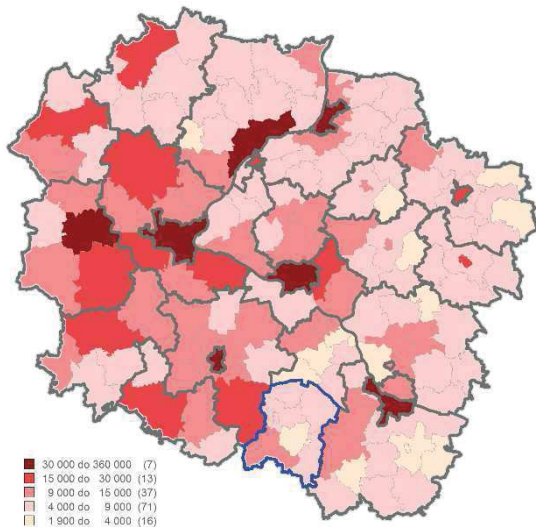 30 000 do 360 000 (7)
15 000 do 30 000 (13)
9 000 do 15 000 (37)
4 000 do 9 000 (71)
1 900 do 4 000 (16)